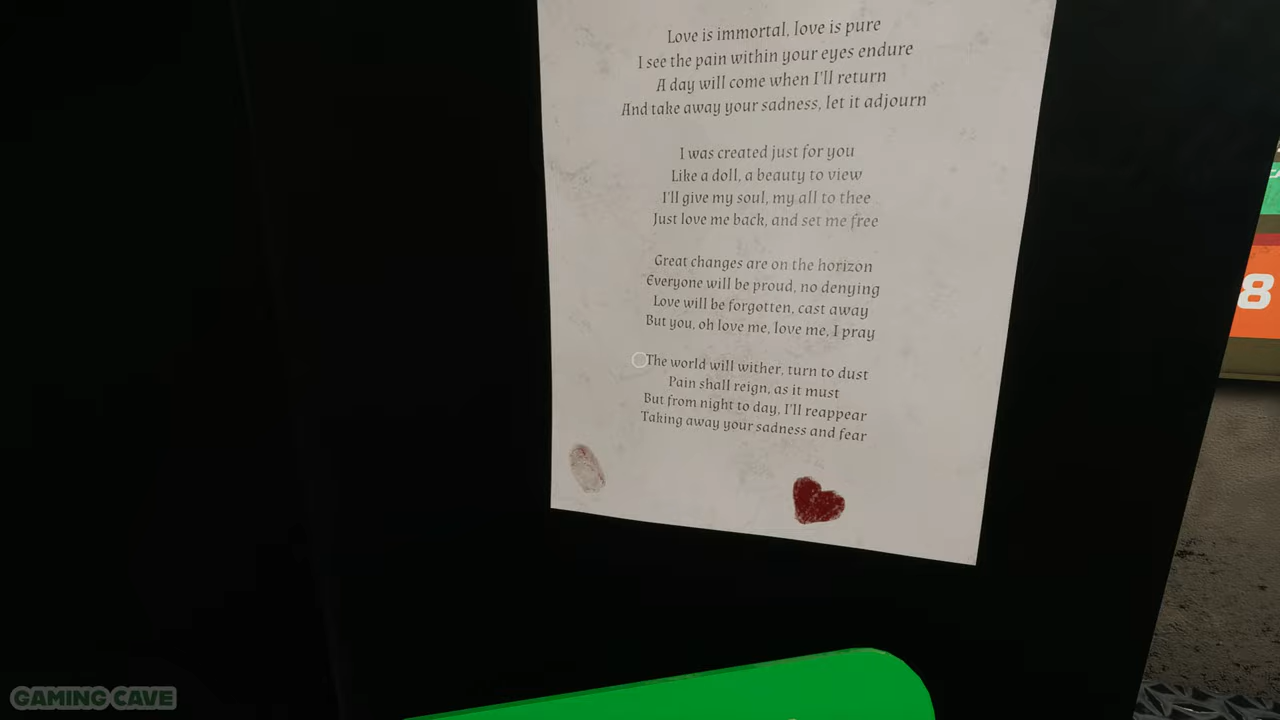 Love is immortal, love is pure
I see the pain within your eyes endure
A day will come when I'll return
And take away your sadness, let it adjourn
I was created just for you
Like a doll, a beauty to view
I'll give my soul, my all to thee
Just love me back, and set me free
Great changes are on the horizon
Everyone will be proud, no denying
Love will be forgotten, cast away
But you, oh love me, love me, I pray
The world will wither, turn to dust
Pain shall reign, as it must
But from night to day, I'll reappear
Taking away your sadness and fear
8
GAMING CAVE